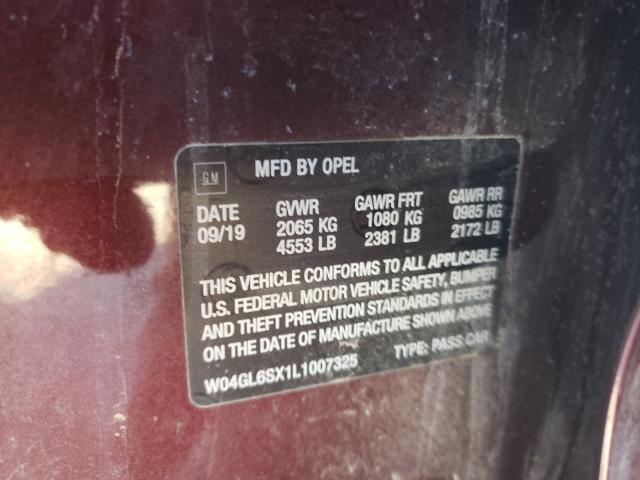 GM
MFD BY OPEL
DATE GVWR GAWR FRT GAWR RR
09/19 2065 KG 1080 KG 0985 KG
4553 LB 2381 LB 2172 LB
THIS VEHICLE CONFORMS TO ALL APPLICABLE
U.S. FEDERAL MOTOR VEHICLE SAFETY, BUMPER
AND THEFT PREVENTION STANDARDS IN EFFECT
ON THE DATE OF MANUFACTURE SHOWN ABOVE
W04GL6SX1L1007325 TYPE: PASS CAR